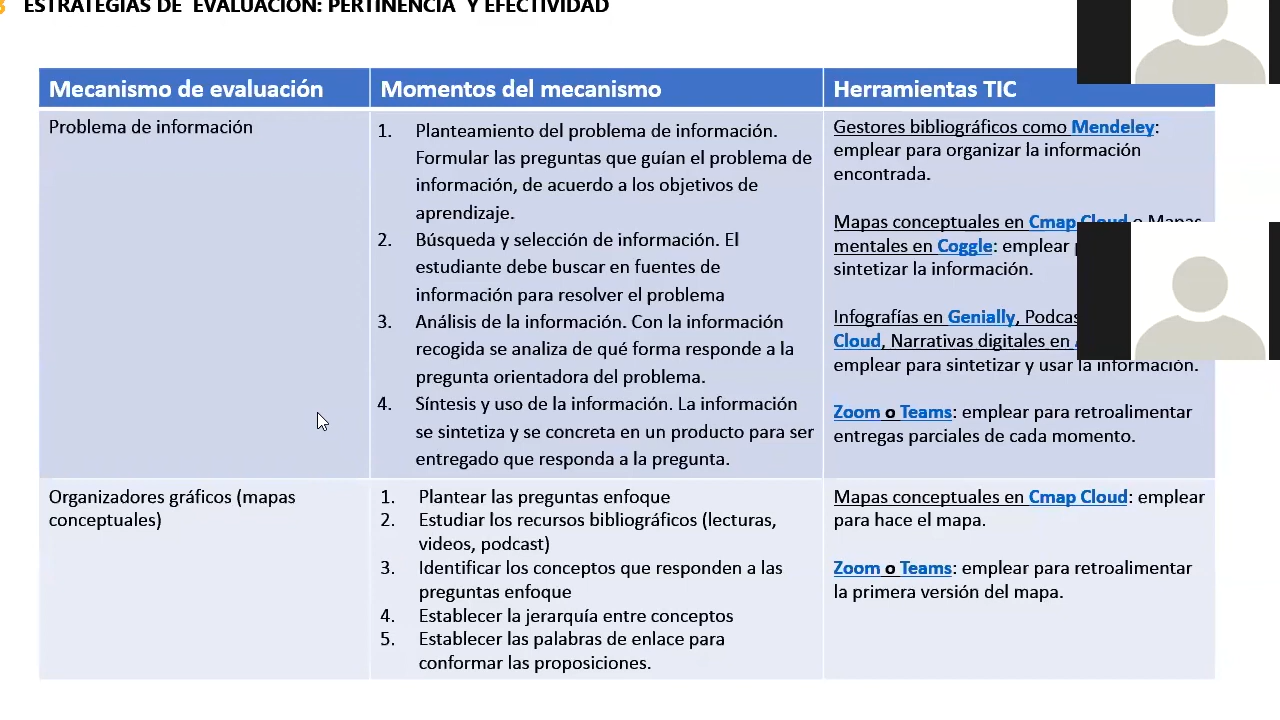 ESTRATEGIAS DE EVALUACIÓN: PERTINENCIA Y EFECTIVIDAD
Mecanismo de evaluación
Momentos del mecanismo
Herramientas TIC
Problema de información
1. Planteamiento del problema de información.
Formular las preguntas que guían el problema de
información, de acuerdo a los objetivos de
aprendizaje.
2. Búsqueda y selección de información. El
estudiante debe buscar en fuentes de
información para resolver el problema
3. Análisis de la información. Con la información
recogida se analiza de qué forma responde a la
pregunta orientadora del problema.
4. Síntesis y uso de la información. La información
se sintetiza y se concreta en un producto para ser
entregado que responda a la pregunta.
Gestores bibliográficos como Mendeley:
emplear para organizar la información
encontrada.
Mapas conceptuales en Cmap Cloud o Mapas
mentales en Coggle: emplear
sintetizar la información.
Infografías en Genially,
Cloud, Narrativas digitales en
emplear para sintetizar y usar la información.
Zoom o Teams: emplear para retroalimentar
entregas parciales de cada momento.
Organizadores gráficos (mapas
conceptuales)
1. Plantear las preguntas enfoque
2. Estudiar los recursos bibliográficos (lecturas,
videos, podcast)
3. Identificar los conceptos que responden a las
preguntas enfoque
4. Establecer la jerarquía entre conceptos
5. Establecer las palabras de enlace para
conformar las proposiciones.
Mapas conceptuales en Cmap Cloud: emplear
para hace el mapa.
Zoom o Teams: emplear para retroalimentar
la primera versión del mapa.